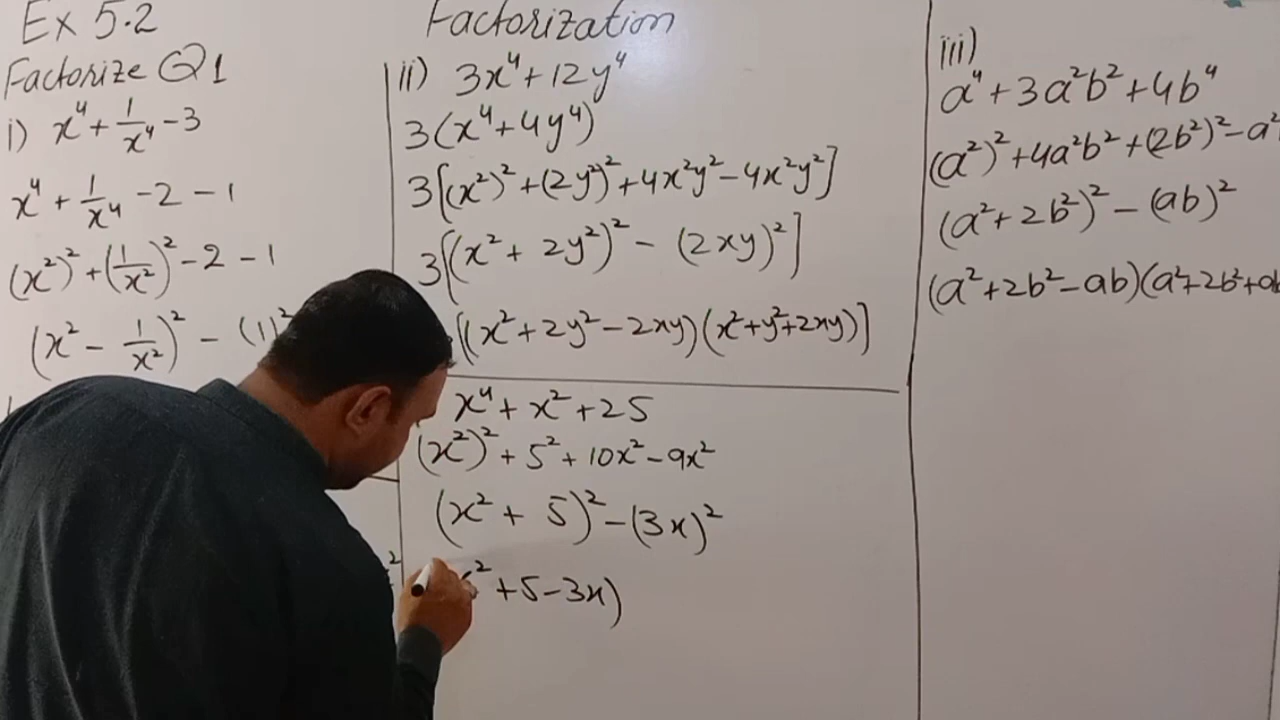 Ex 5.2
Factorization
Factorize Q1
i) x⁴ + 1/x⁴ - 3
x⁴ + 1/x⁴ - 2 - 1
(x²)² + (1/x²)² - 2 - 1
(x² - 1/x²)² - (1)²
ii) 3x⁴ + 12y⁴
3(x⁴ + 4y⁴)
3[(x²)² + (2y²)² + 4x²y² - 4x²y²]
3[(x² + 2y²)² - (2xy)²]
[(x² + 2y² - 2xy)(x² + y² + 2xy)]
x⁴ + x² + 25
(x²)² + 5² + 10x² - 9x²
(x² + 5)² - (3x)²
² + 5 - 3x)
iii)
a⁴ + 3a²b² + 4b⁴
(a²)² + 4a²b² + (2b²)² - a²
(a² + 2b²)² - (ab)²
(a² + 2b² - ab)(a² + 2b² + ab